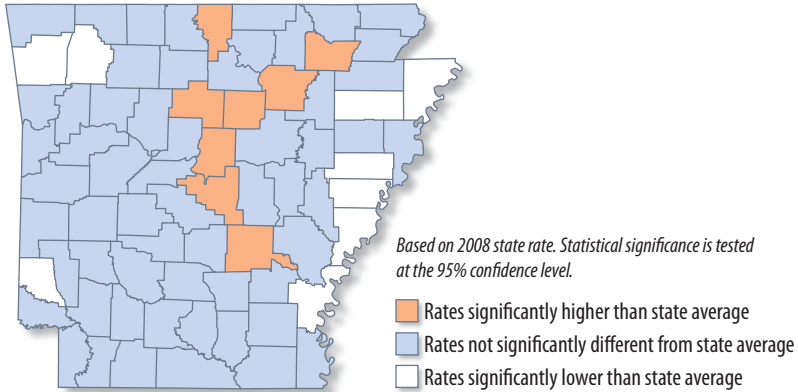 Based on 2008 state rate. Statistical significance is tested
at the 95% confidence level.
Rates significantly higher than state average
Rates not significantly different from state average
Rates significantly lower than state average